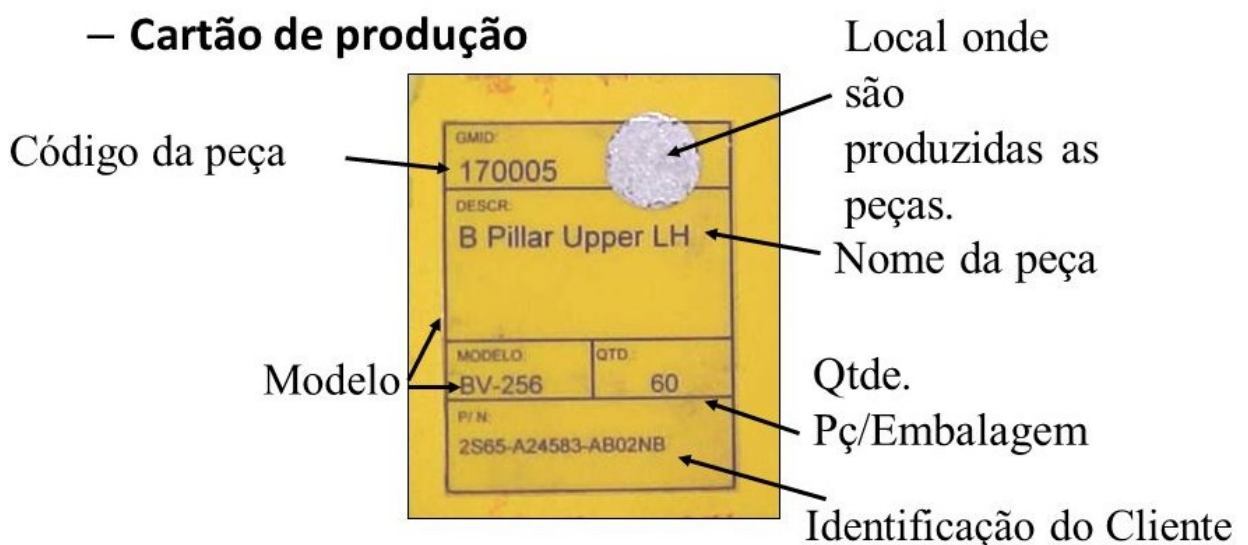 – Cartão de produção
Local onde
são
produzidas as
peças.
Código da peça
GMID:
170005
DESCR:
B Pillar Upper LH
Nome da peça
Modelo
MODELO:
BV-256
QTD.:
60
Qtde.
Pç/Embalagem
P/ N:
2S65-A24583-AB02NB
Identificação do Cliente